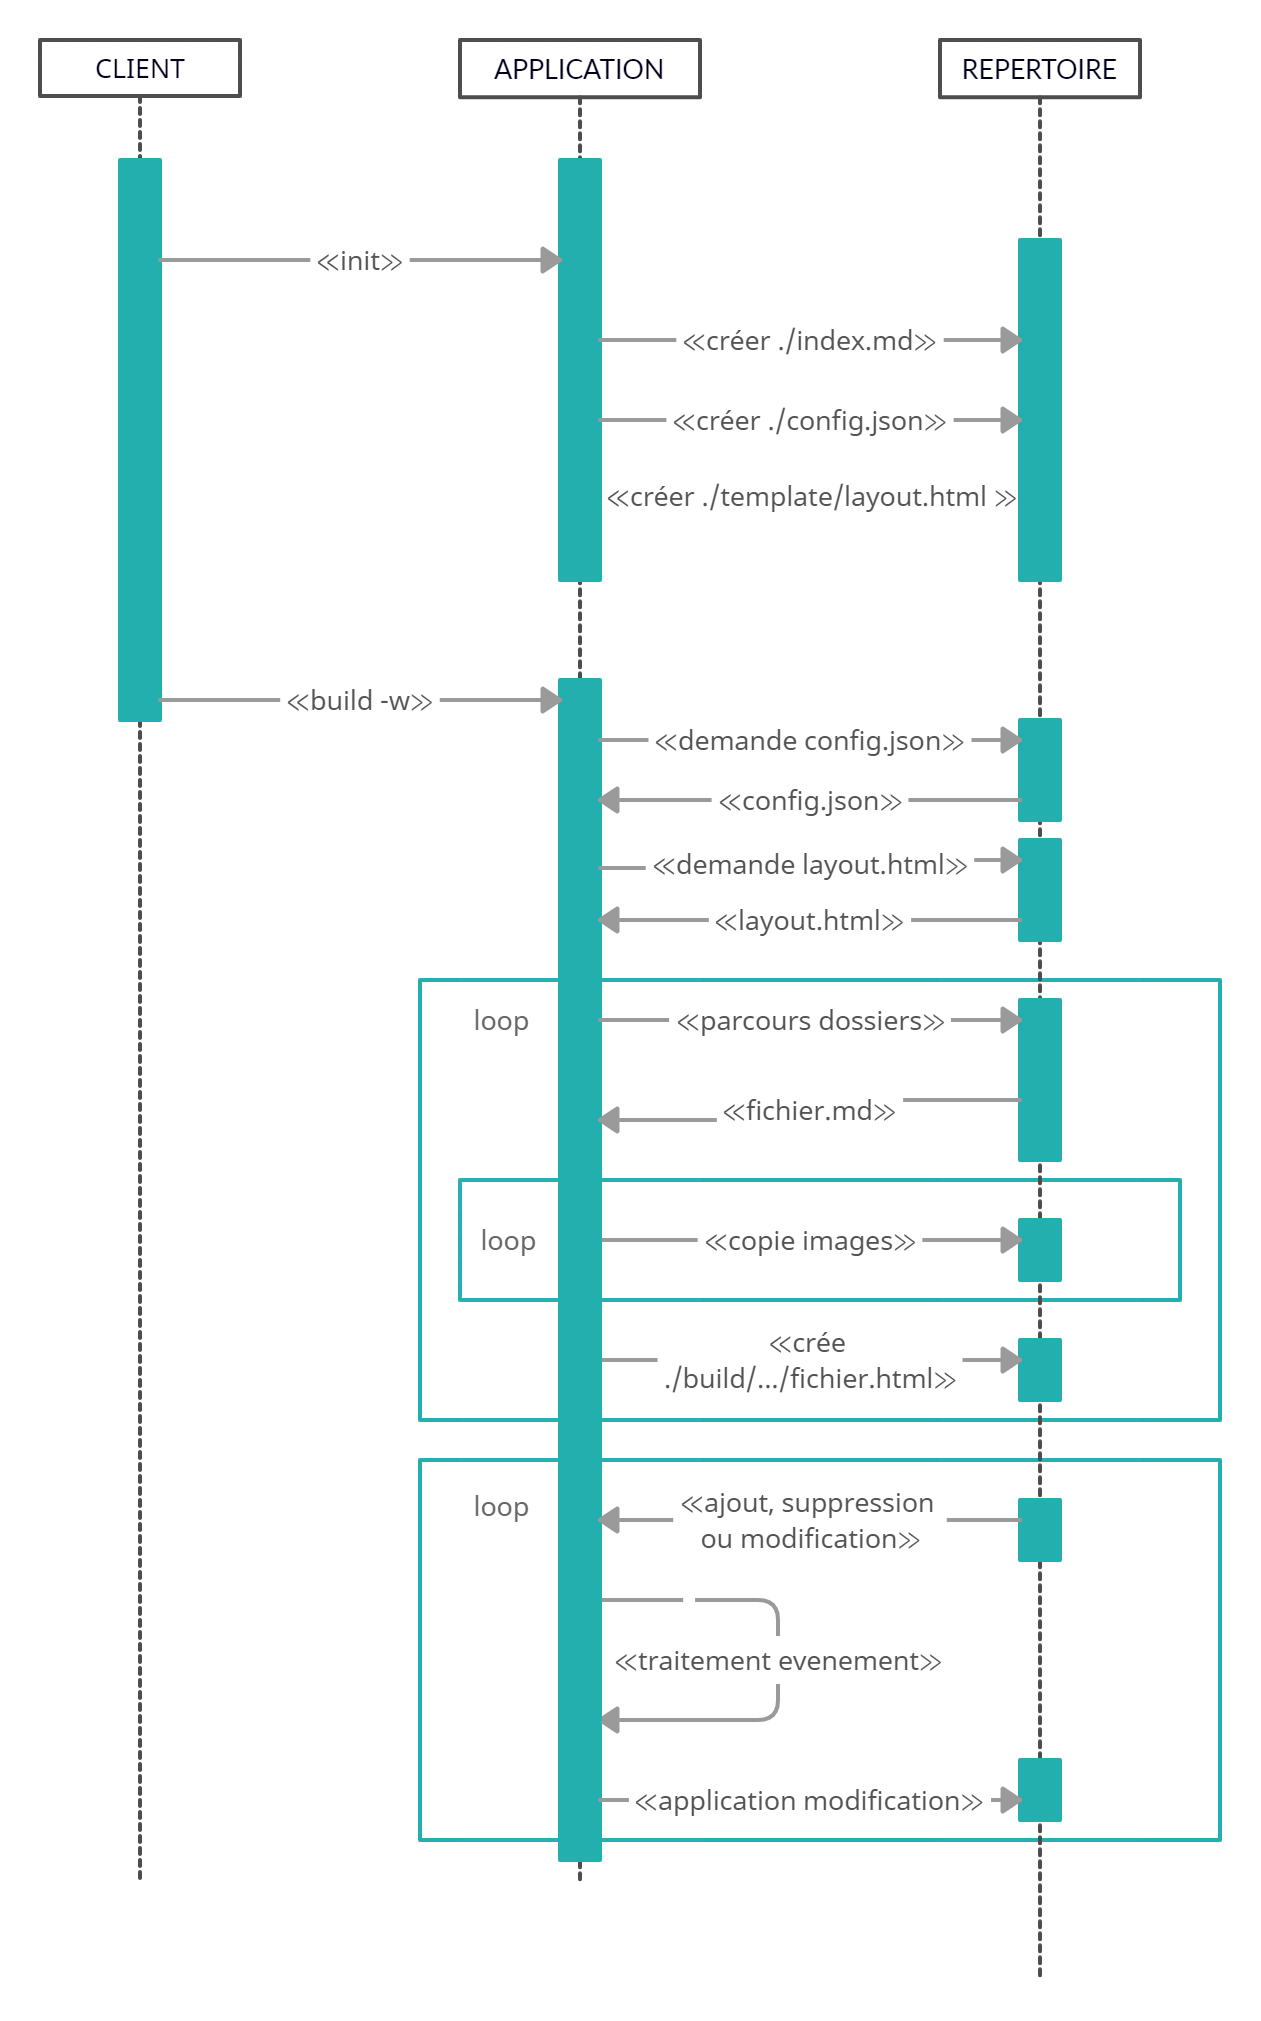 CLIENT
APPLICATION
REPERTOIRE
≪init≫
≪créer ./index.md≫
≪créer ./config.json≫
≪créer ./template/layout.html ≫
≪build -w≫
≪demande config.json≫
≪config.json≫
≪demande layout.html≫
≪layout.html≫
loop
≪parcours dossiers≫
≪fichier.md≫
loop
≪copie images≫
≪crée
./build/.../fichier.html≫
loop
≪ajout, suppression
ou modification≫
≪traitement evenement≫
≪application modification≫